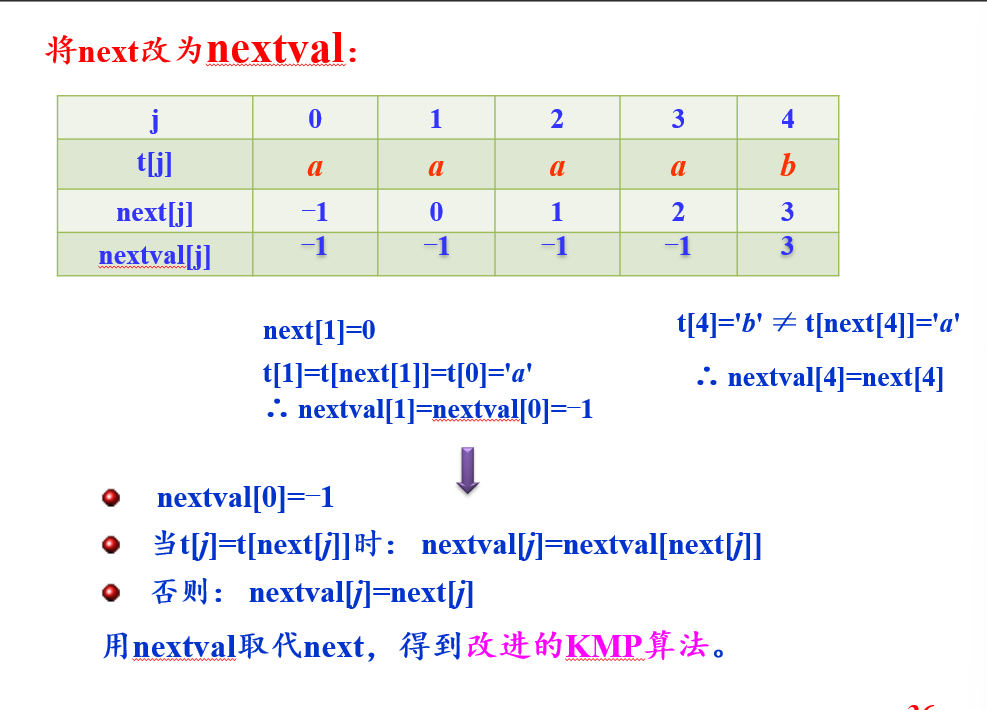 将next改为nextval：
j 0 1 2 3 4
t[j] a a a a b
next[j] −1 0 1 2 3
nextval[j] −1 −1 −1 −1 3
next[1]=0
t[1]=t[next[1]]=t[0]='a'
∴ nextval[1]=nextval[0]=−1
t[4]='b' ≠ t[next[4]]='a'
∴ nextval[4]=next[4]
nextval[0]=−1
当t[j]=t[next[j]]时： nextval[j]=nextval[next[j]]
否则： nextval[j]=next[j]
用nextval取代next，得到改进的KMP算法。